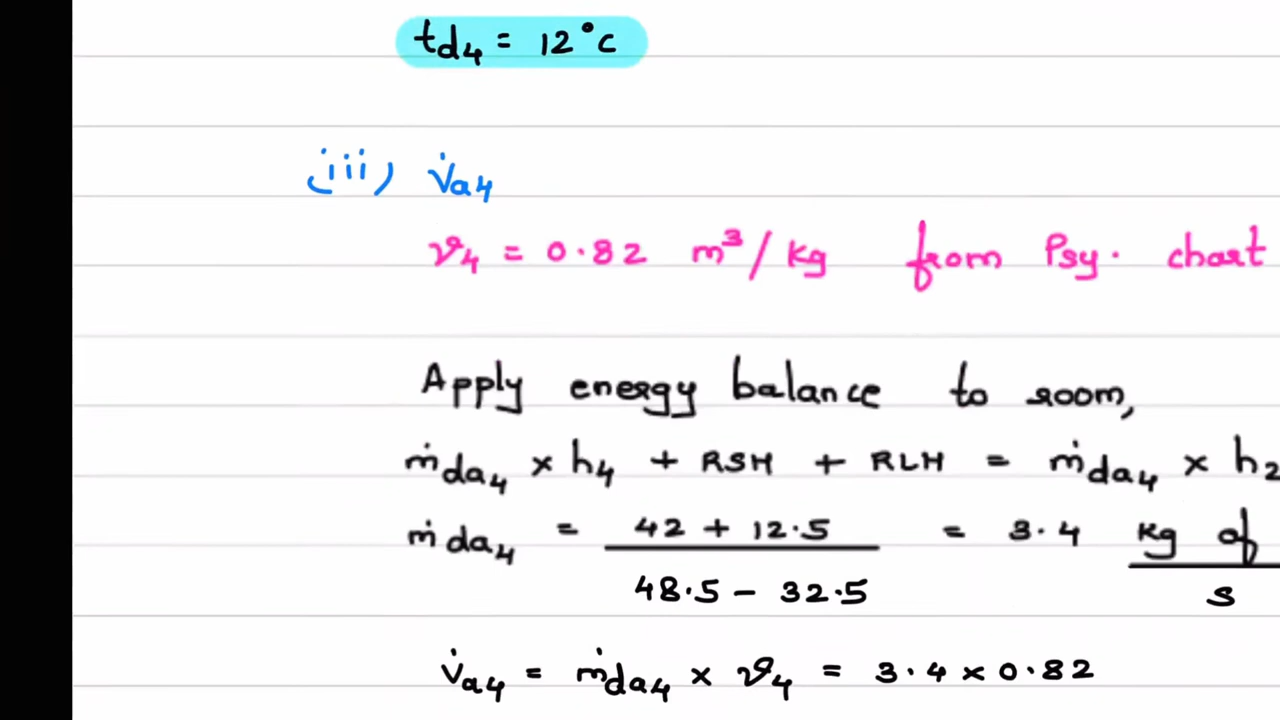 td4 = 12°c
(iii) V̇a4
v4 = 0.82 m³/kg from Psy. chart
Apply energy balance to room,
ṁda4 × h4 + RSH + RLH = ṁda4 × h2
ṁda4 = 42 + 12.5 / 48.5 - 32.5 = 3.4 kg of / s
V̇a4 = ṁda4 × v4 = 3.4 × 0.82